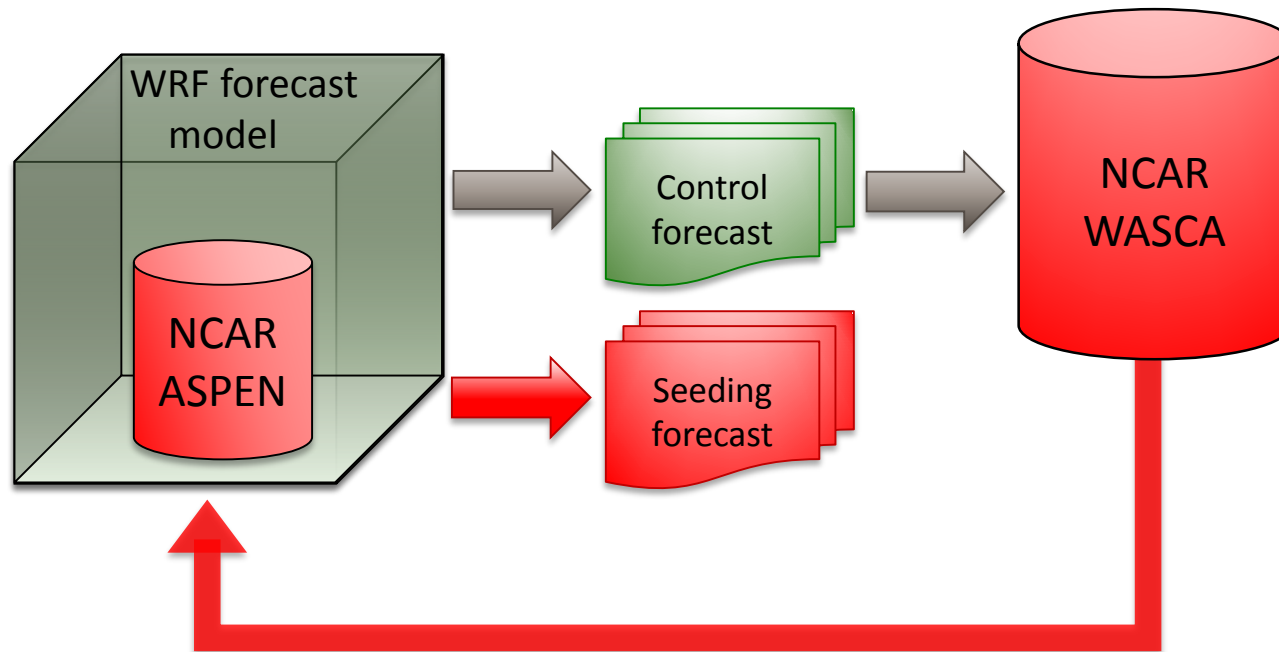 WRF forecast
model
NCAR
ASPEN
Control
forecast
Seeding
forecast
NCAR
WASCA